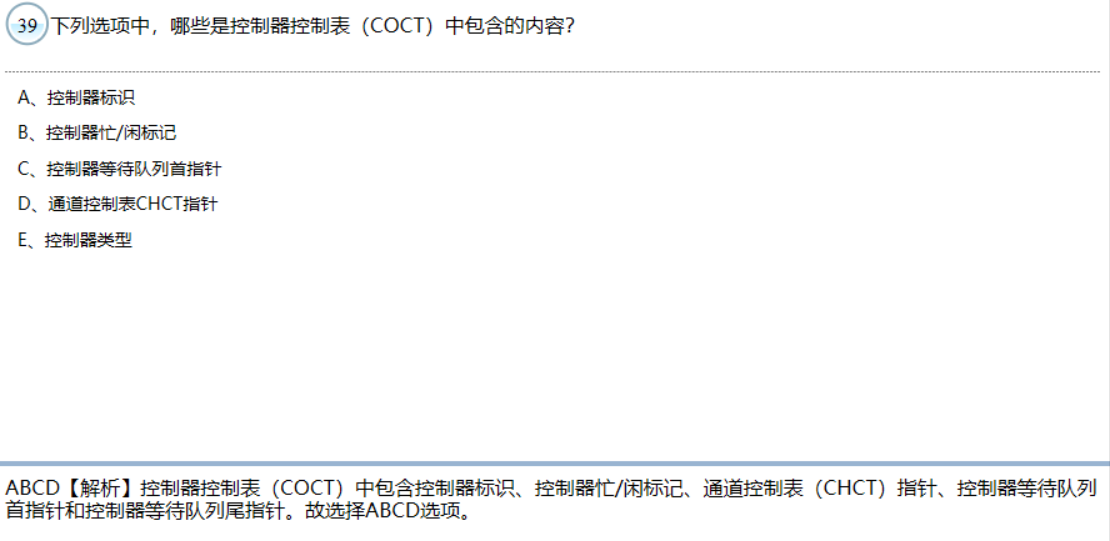 39 下列选项中，哪些是控制器控制表（COCT）中包含的内容？
A、控制器标识
B、控制器忙/闲标记
C、控制器等待队列首指针
D、通道控制表CHCT指针
E、控制器类型
ABCD【解析】控制器控制表（COCT）中包含控制器标识、控制器忙/闲标记、通道控制表（CHCT）指针、控制器等待队列
首指针和控制器等待队列尾指针。故选择ABCD选项。